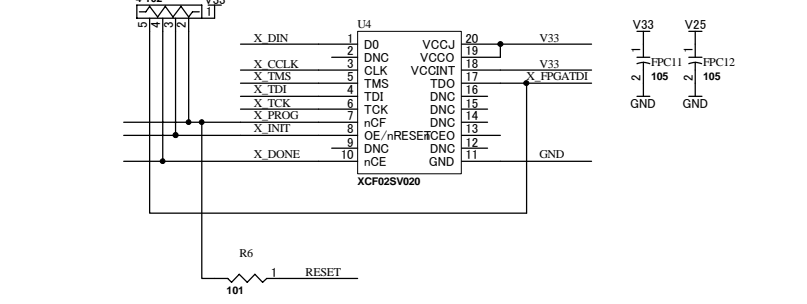 V33
1
5
4
3
2
U4
X_DIN 1 D0 VCCJ 20 V33
2 DNC VCCO 19
X_CCLK 3 CLK VCCINT 18 V33
X_TMS 5 TMS TDO 17 X_FPGATDI
X_TDI 4 TDI DNC 16
X_TCK 6 TCK DNC 15
X_PROG 7 nCF DNC 14
X_INIT 8 OE/nRESET CEO 13
9 DNC DNC 12
X_DONE 10 nCE GND 11 GND
XCF02SV020
V33 V25
1 1
FPC11 FPC12
105 105
2 2
GND GND
R6
1 RESET
101